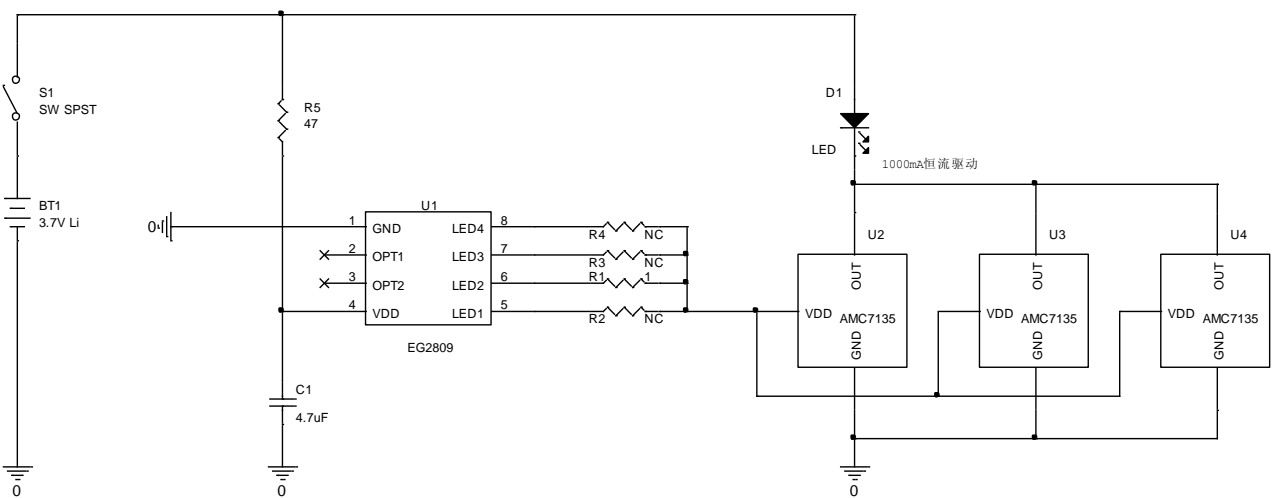 S1
SW SPST
R5
47
D1
LED
1000mA恒流驱动
BT1
3.7V Li
0
U1
1 GND LED4 8
2 OPT1 LED3 7
3 OPT2 LED2 6
4 VDD LED1 5
EG2809
R4 NC
R3 NC
R1 1
R2 NC
U2
OUT
VDD AMC7135
GND
U3
OUT
VDD AMC7135
GND
U4
OUT
VDD AMC7135
GND
C1
4.7uF
0
0
0